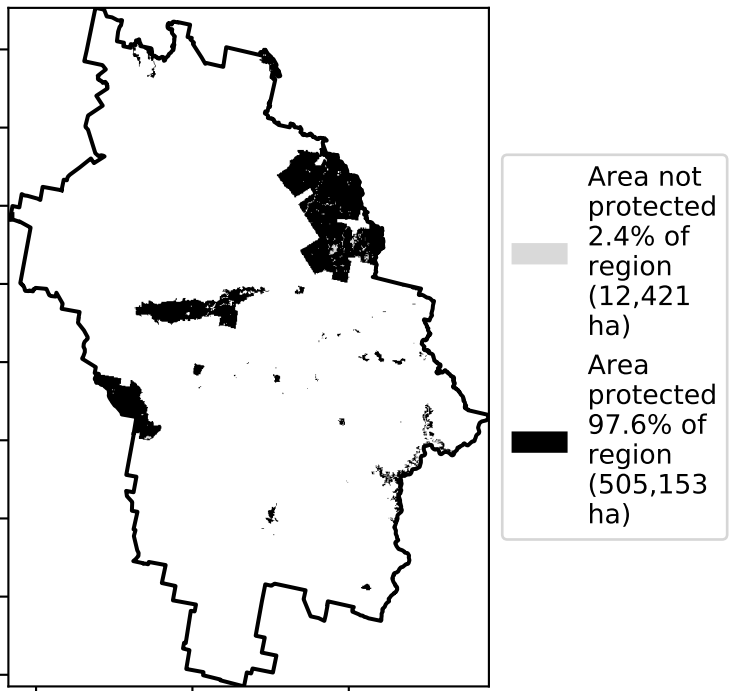 Area not
protected
2.4% of
region
(12,421
ha)
Area
protected
97.6% of
region
(505,153
ha)